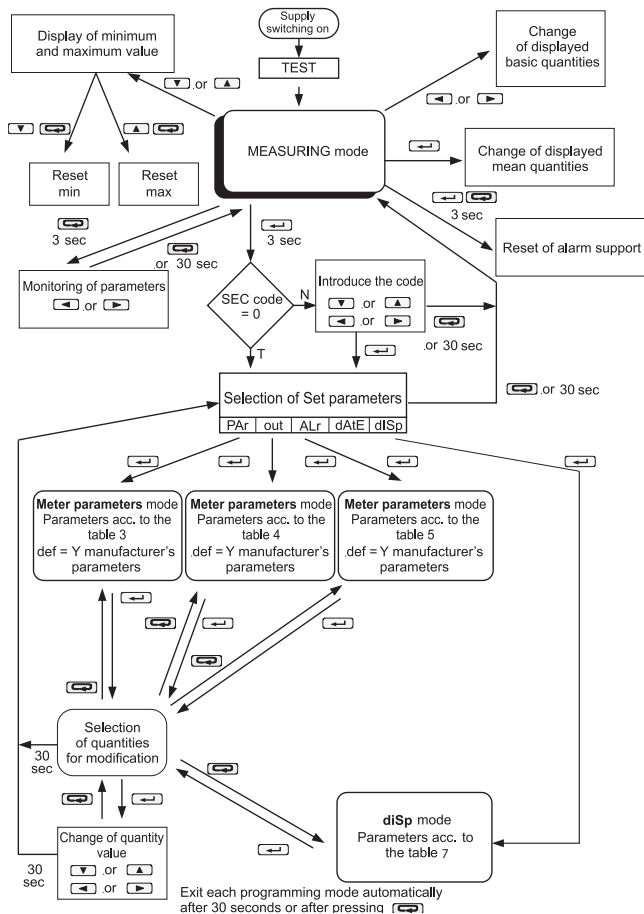 Supply
switching on
TEST
Display of minimum
and maximum value
Change
of displayed
basic quantities
.or
or
MEASURING mode
Change of displayed
mean quantities
Reset
min
Reset
max
3 sec
.or 30 sec
3 sec
3 sec
Reset of alarm support
Monitoring of parameters
.or
SEC code
= 0
N
T
Introduce the code
or
or
.or 30 sec
.or 30 sec
Selection of Set parameters
PAr out ALr dAtE dISp
Meter parameters mode
Parameters acc. to the
table 3
.def = Y manufacturer's
parameters
Meter parameters mode
Parameters acc. to the
table 4
.def = Y manufacturer's
parameters
Meter parameters mode
Parameters acc. to the
table 5
.def = Y manufacturer's
parameters
Selection
of quantities
for modification
30
sec
Change of quantity
value
.or
.or
30
sec
diSp mode
Parameters acc. to
the table 7
Exit each programming mode automatically
after 30 seconds or after pressing